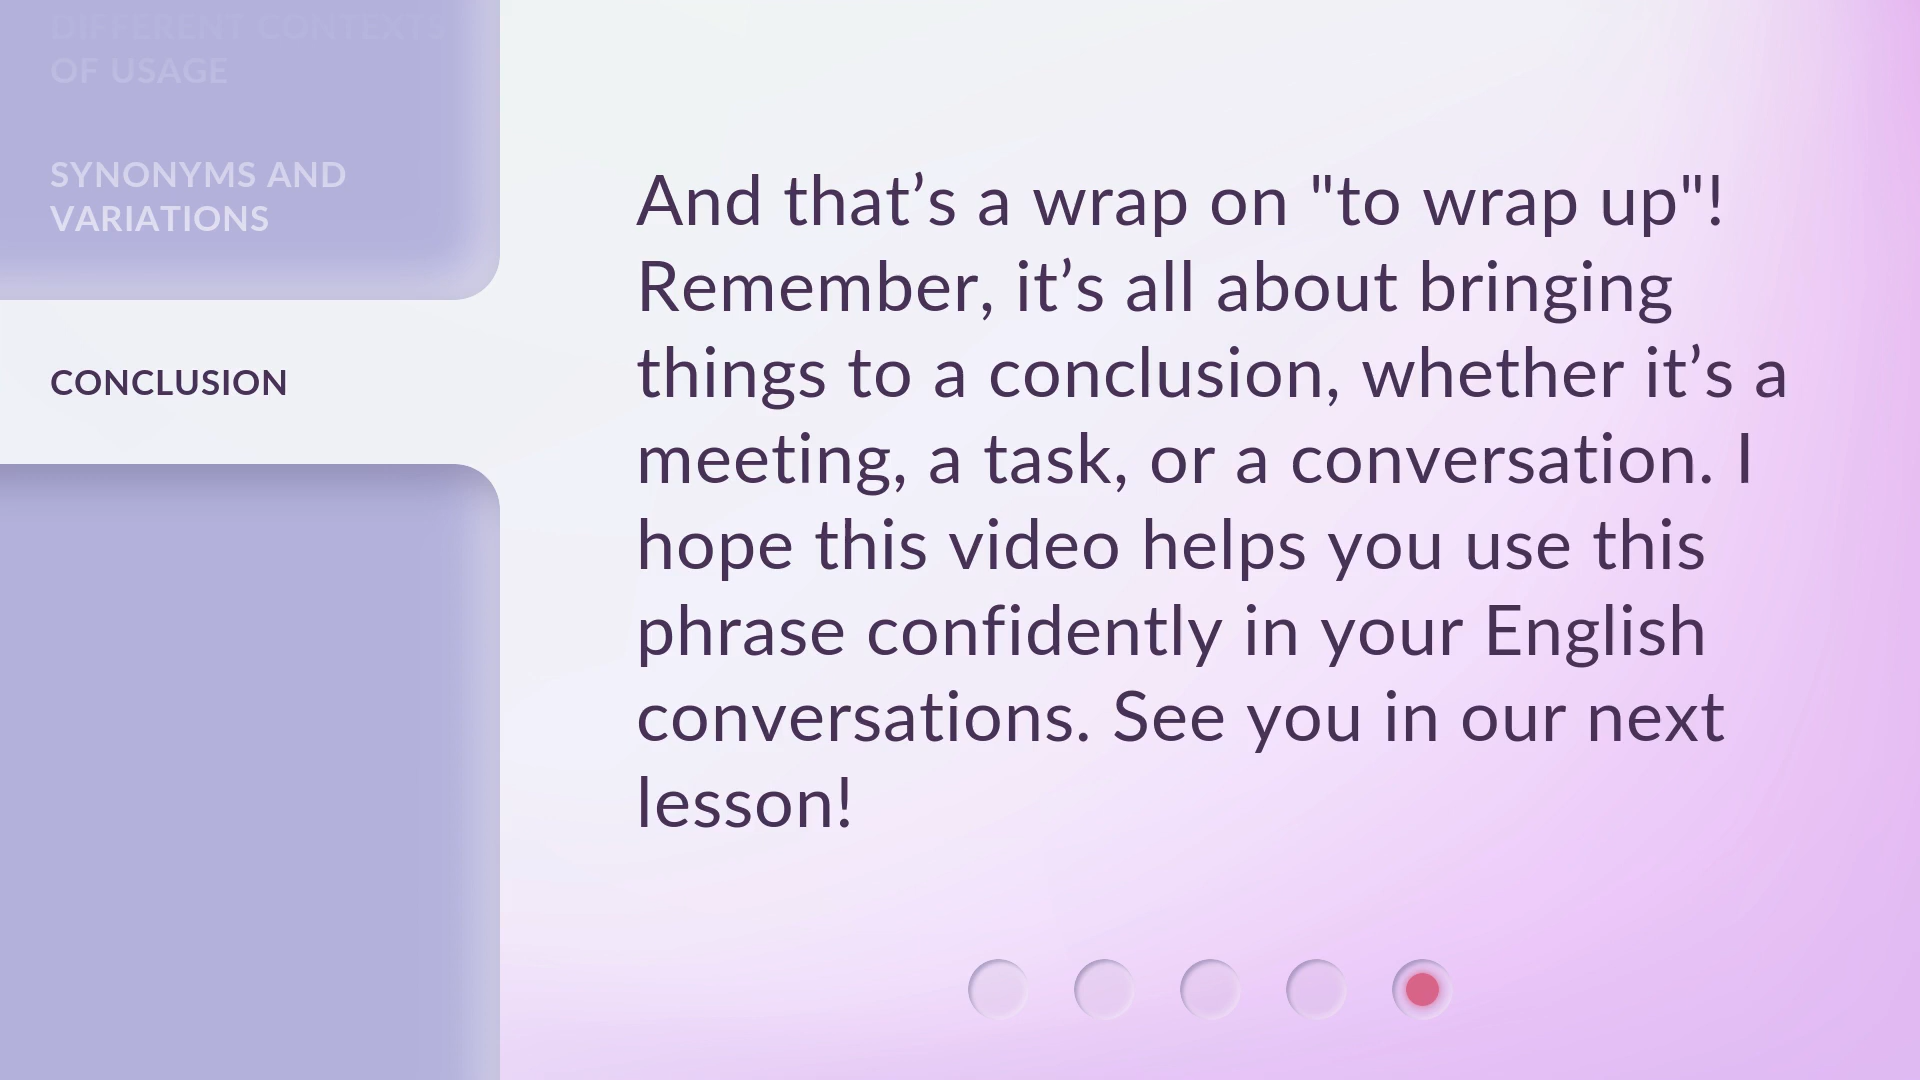 DIFFERENT CONTEXTS
OF USAGE
SYNONYMS AND
VARIATIONS
CONCLUSION
And that’s a wrap on "to wrap up"!
Remember, it’s all about bringing
things to a conclusion, whether it’s a
meeting, a task, or a conversation. I
hope this video helps you use this
phrase confidently in your English
conversations. See you in our next
lesson!